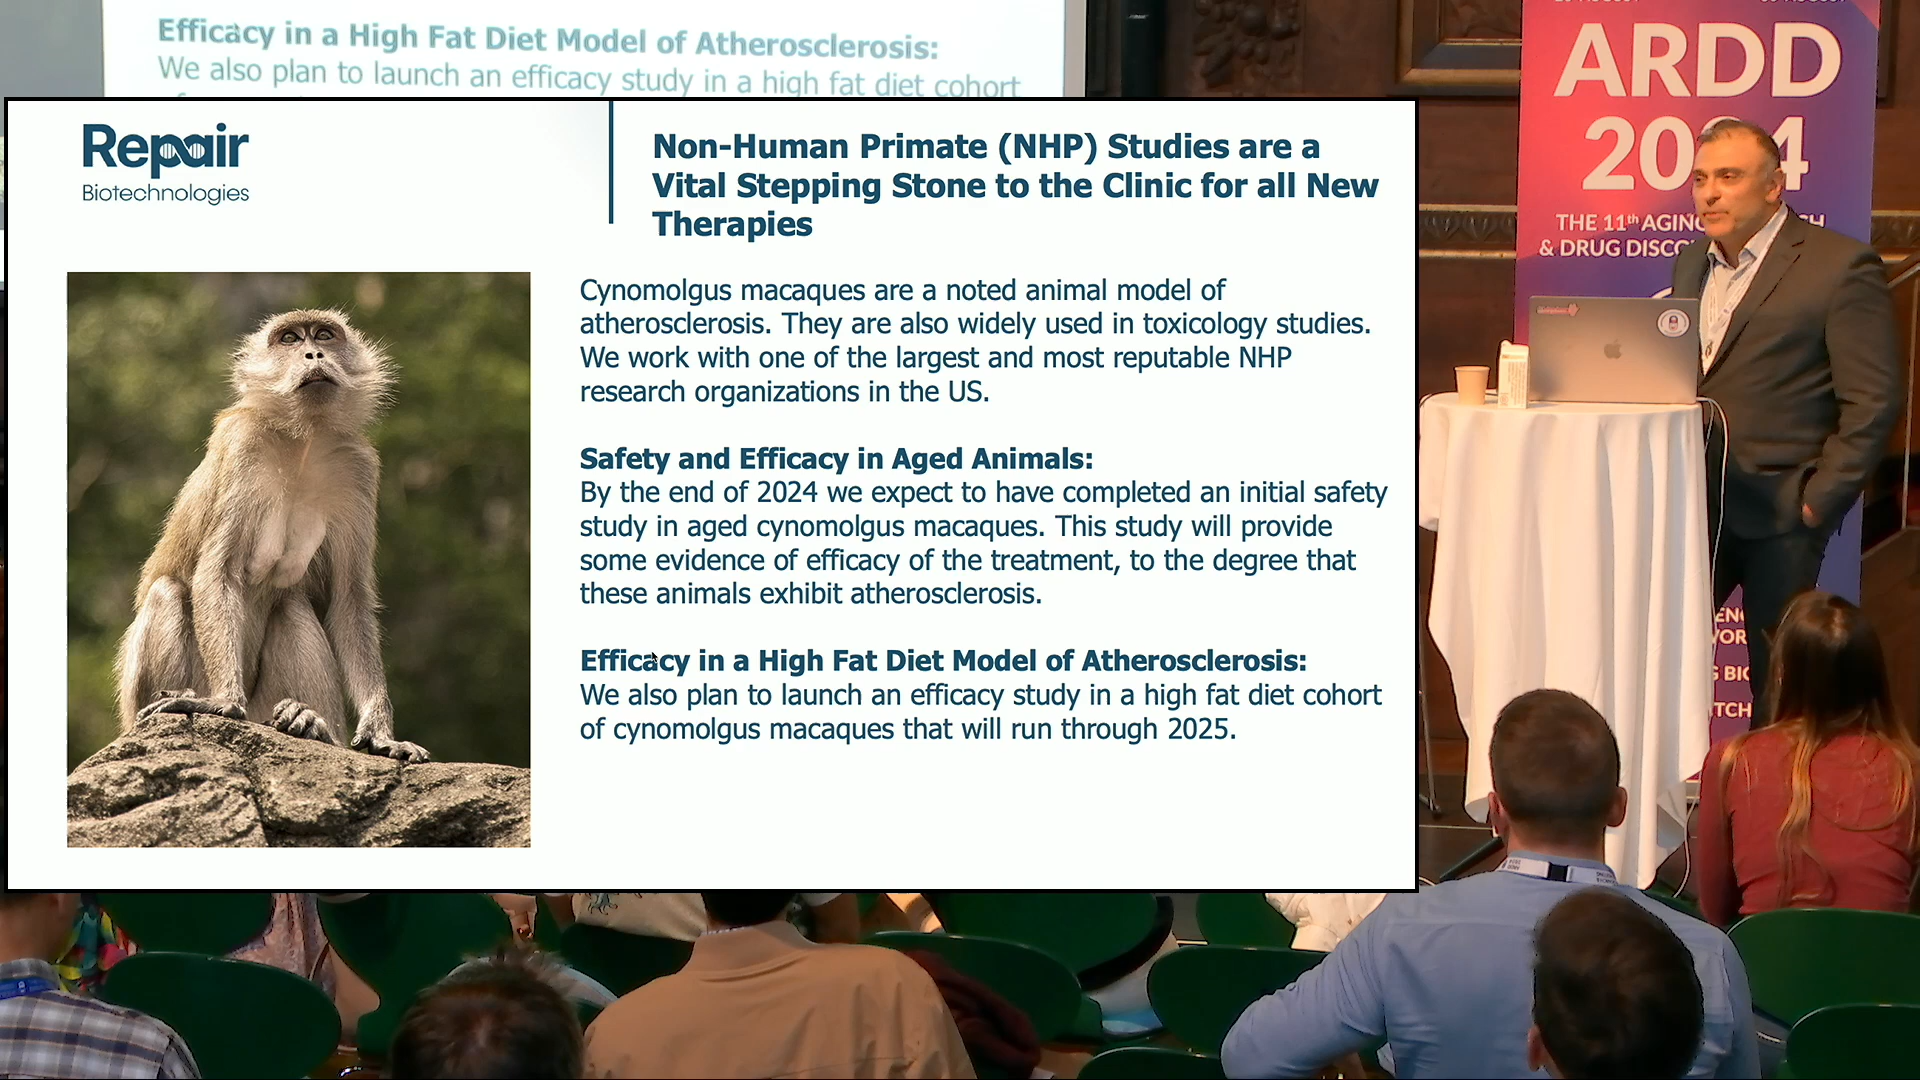 Efficacy in a High Fat Diet Model of Atherosclerosis:
We also plan to launch an efficacy study in a high fat diet cohort
Repair
Biotechnologies
Non-Human Primate (NHP) Studies are a
Vital Stepping Stone to the Clinic for all New
Therapies
Cynomolgus macaques are a noted animal model of
atherosclerosis. They are also widely used in toxicology studies.
We work with one of the largest and most reputable NHP
research organizations in the US.
Safety and Efficacy in Aged Animals:
By the end of 2024 we expect to have completed an initial safety
study in aged cynomolgus macaques. This study will provide
some evidence of efficacy of the treatment, to the degree that
these animals exhibit atherosclerosis.
Efficacy in a High Fat Diet Model of Atherosclerosis:
We also plan to launch an efficacy study in a high fat diet cohort
of cynomolgus macaques that will run through 2025.
ARDD
20 4
THE 11th AGING
& DRUG